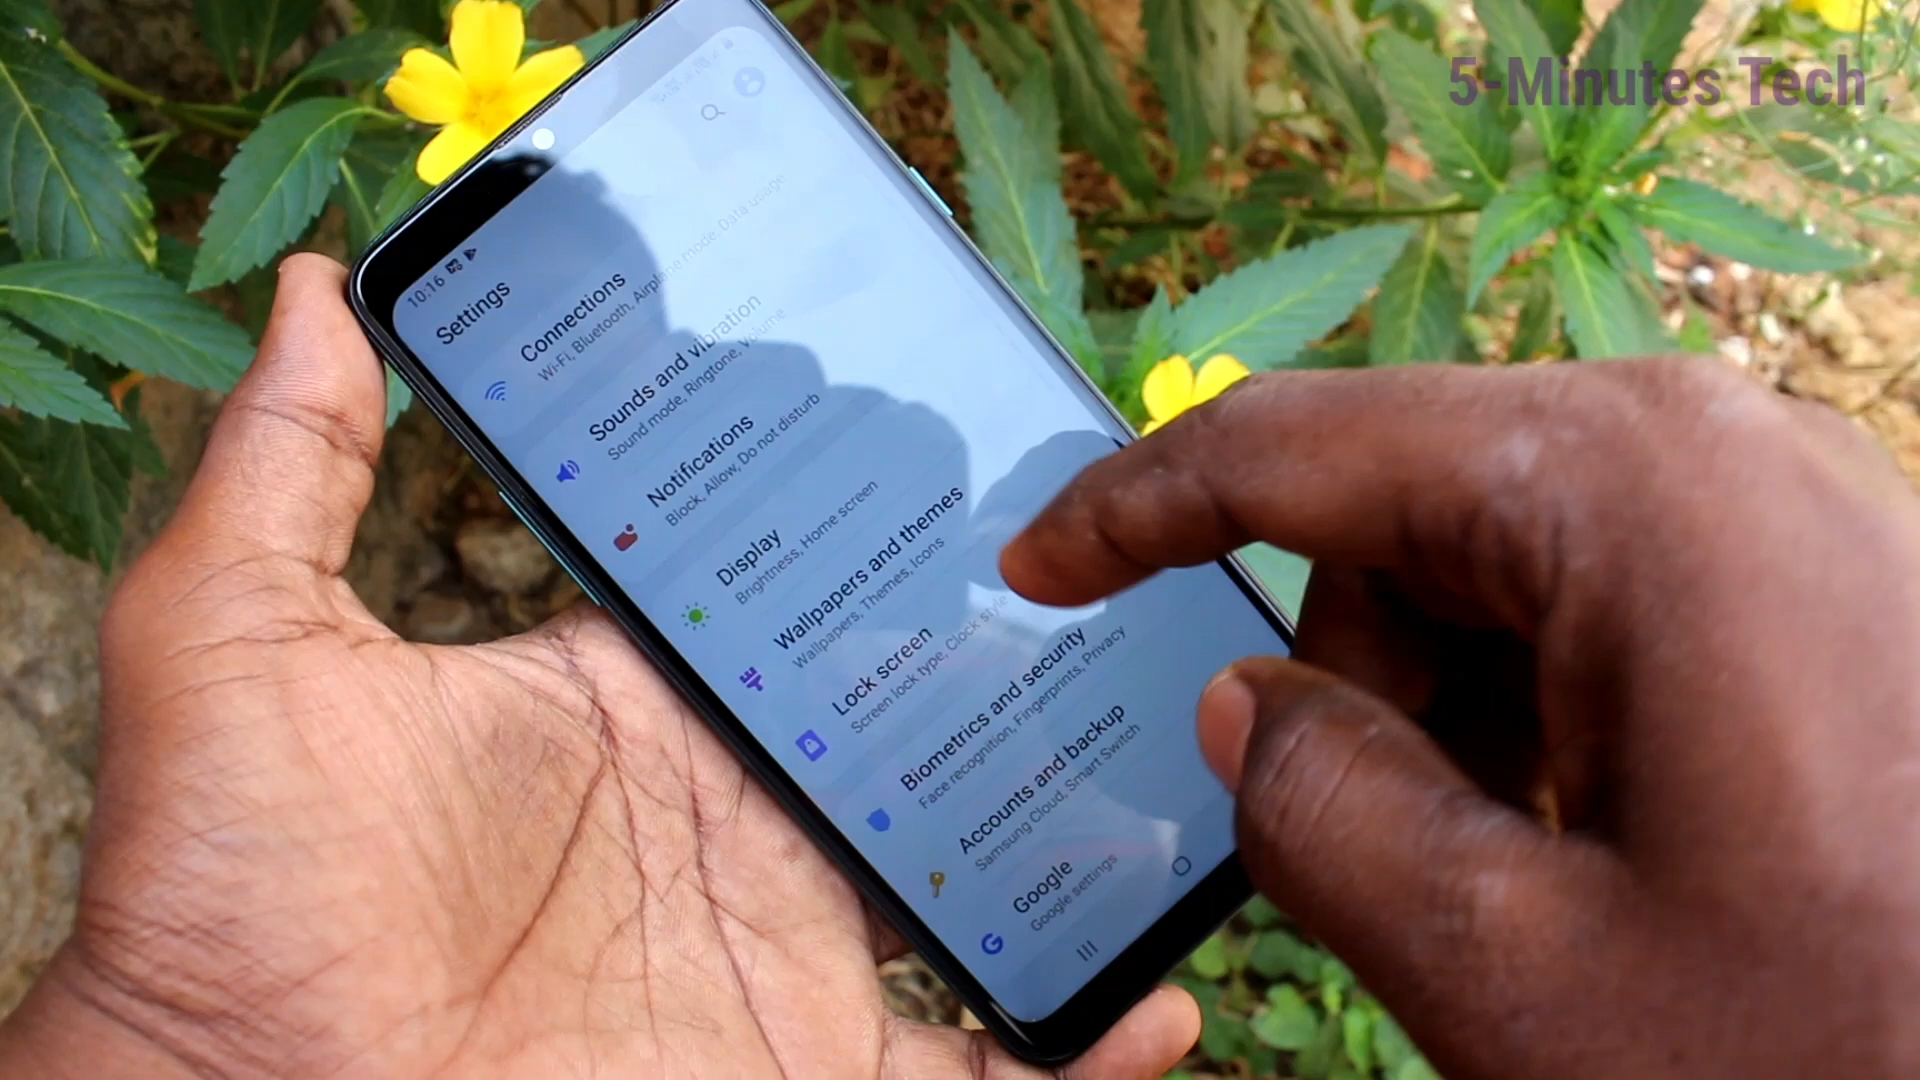 5-Minutes Tech
10:16
Settings
Connections
Wi-Fi, Bluetooth, Airplane mode, Data usage
Sounds and vibration
Sound mode, Ringtone, Volume
Notifications
Block, Allow, Do not disturb
Display
Brightness, Home screen
Wallpapers and themes
Wallpapers, Themes, Icons
Lock screen
Screen lock type, Clock style
Biometrics and security
Face recognition, Fingerprints, Privacy
Accounts and backup
Samsung Cloud, Smart Switch
Google
Google settings